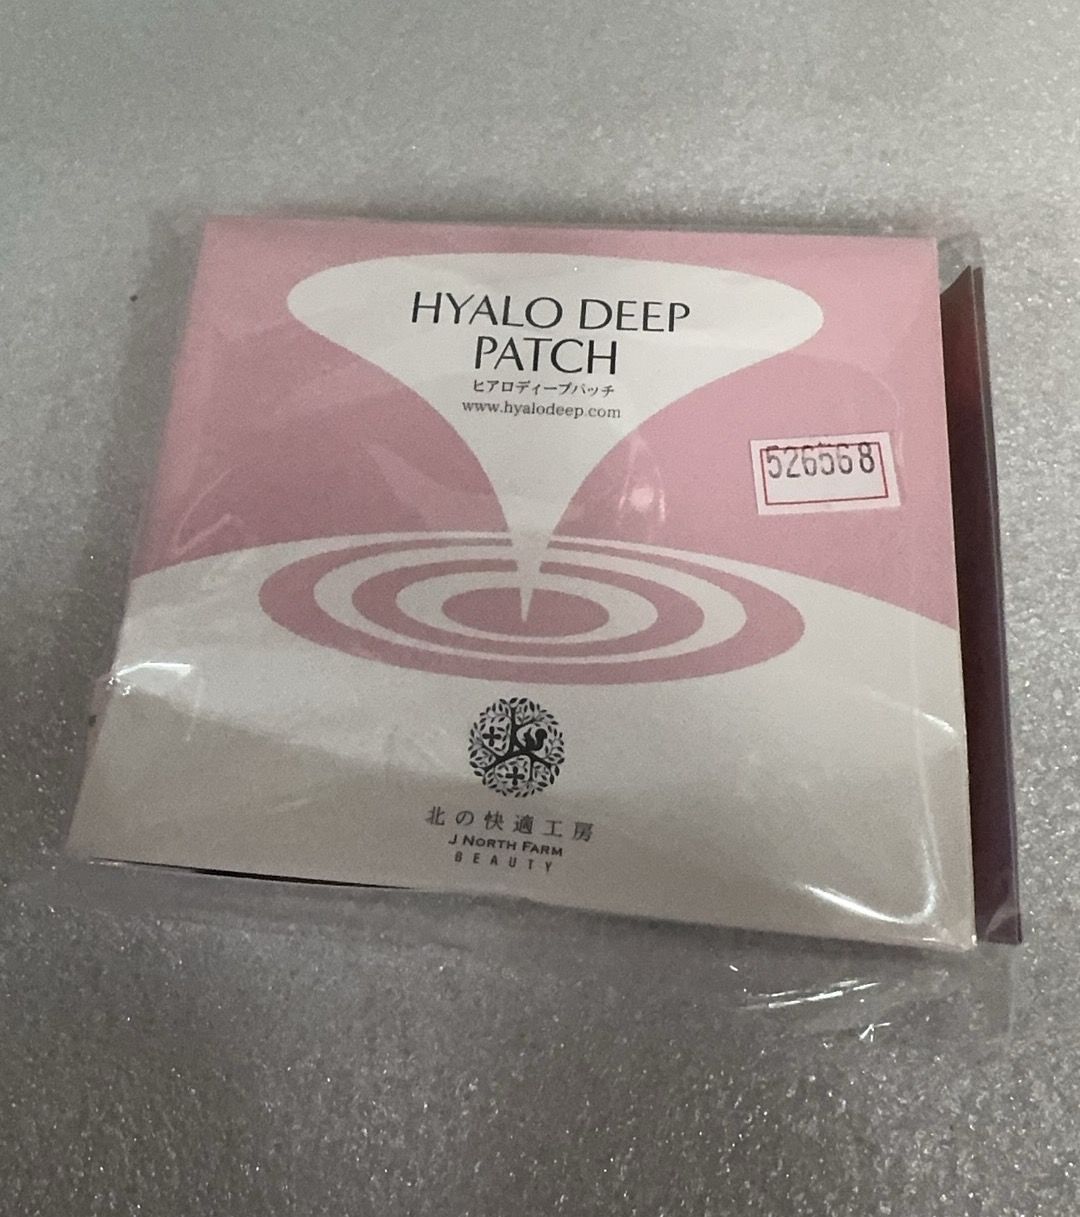 HYALO DEEP
PATCH
ヒアロディープパッチ
www.hyalodeep.com
526568
北の快適工房
J NORTH FARM
BEAUTY